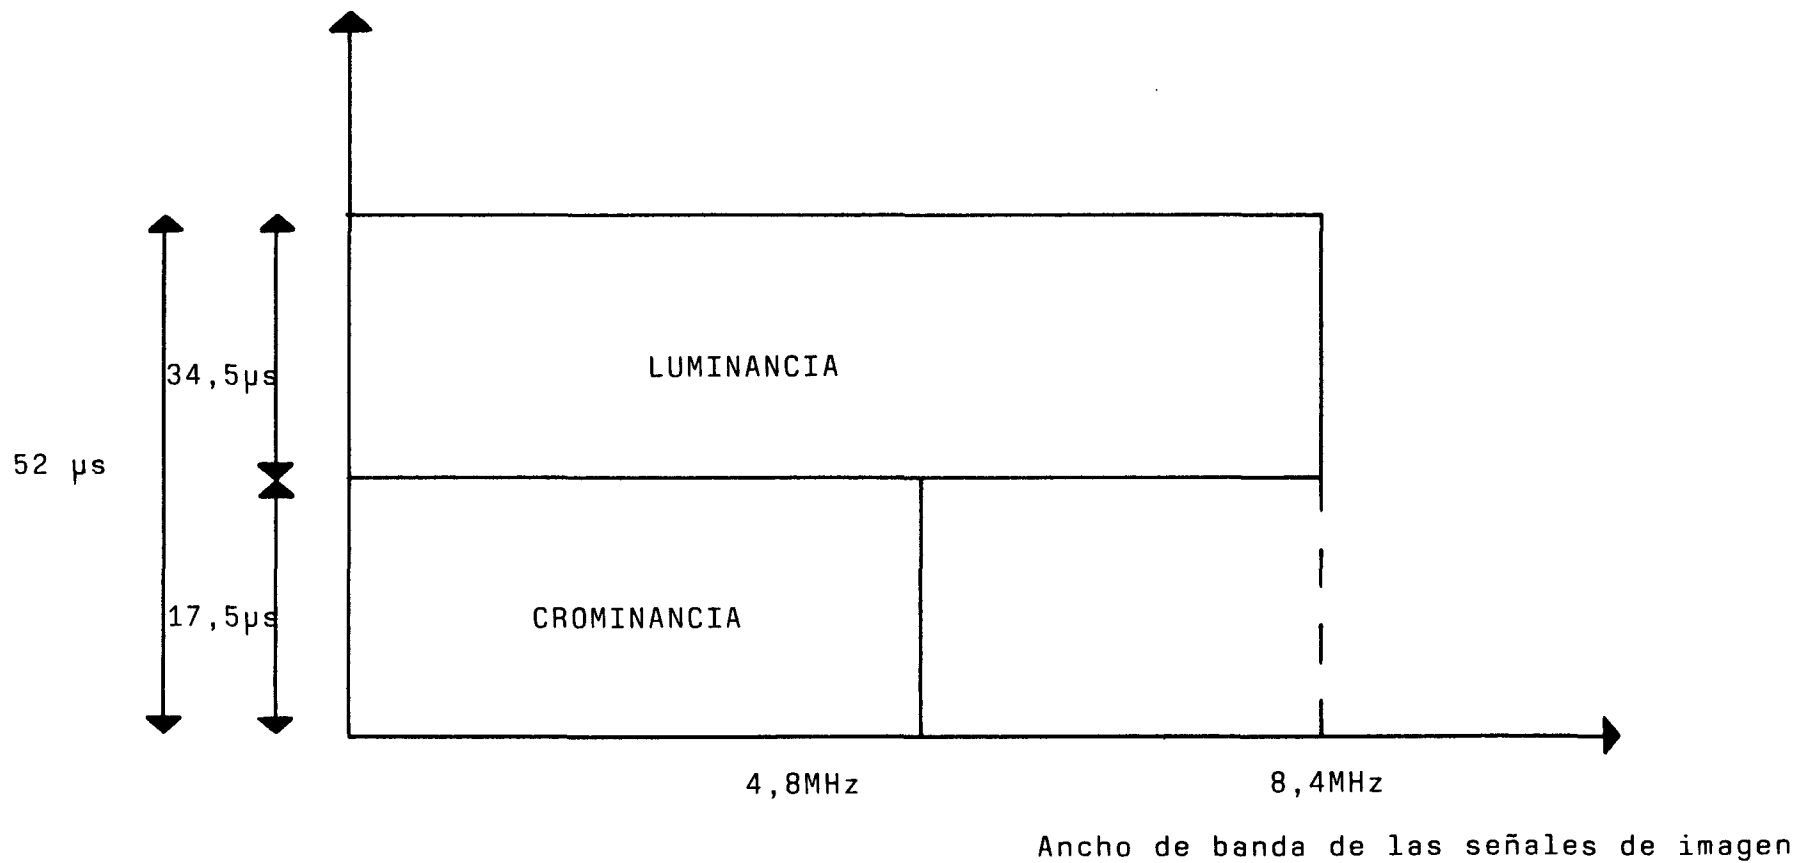 LUMINANCIA
34,5µs
52 µs
17,5µs
CROMINANCIA
4,8MHz
8,4MHz
Ancho de banda de las señales de imagen